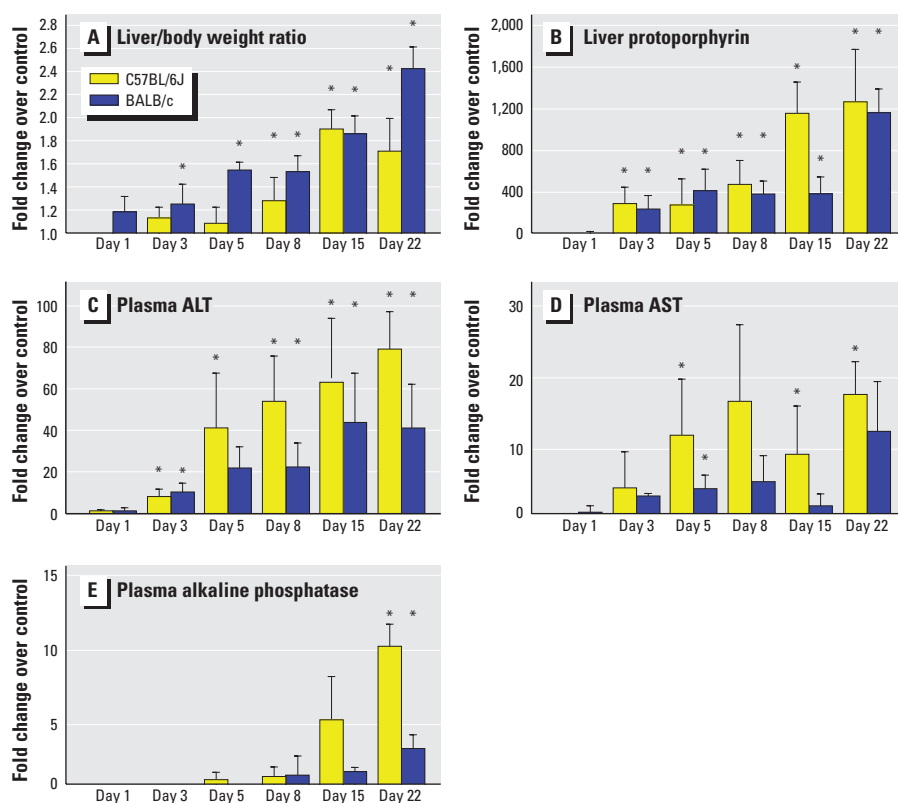 A Liver/body weight ratio
C57BL/6J
BALB/c
Fold change over control
2.8
2.6
2.4
2.2
2.0
1.8
1.6
1.4
1.2
1.0
* * * * * * * *
Day 1 Day 3 Day 5 Day 8 Day 15 Day 22
B Liver protoporphyrin
Fold change over control
2,000
1,600
1,200
800
400
0
* * * * * * * * * *
Day 1 Day 3 Day 5 Day 8 Day 15 Day 22
C Plasma ALT
Fold change over control
100
80
60
40
20
0
* * * * * * * * *
Day 1 Day 3 Day 5 Day 8 Day 15 Day 22
D Plasma AST
Fold change over control
30
20
10
0
* * * *
Day 1 Day 3 Day 5 Day 8 Day 15 Day 22
E Plasma alkaline phosphatase
Fold change over control
15
10
5
0
* *
Day 1 Day 3 Day 5 Day 8 Day 15 Day 22